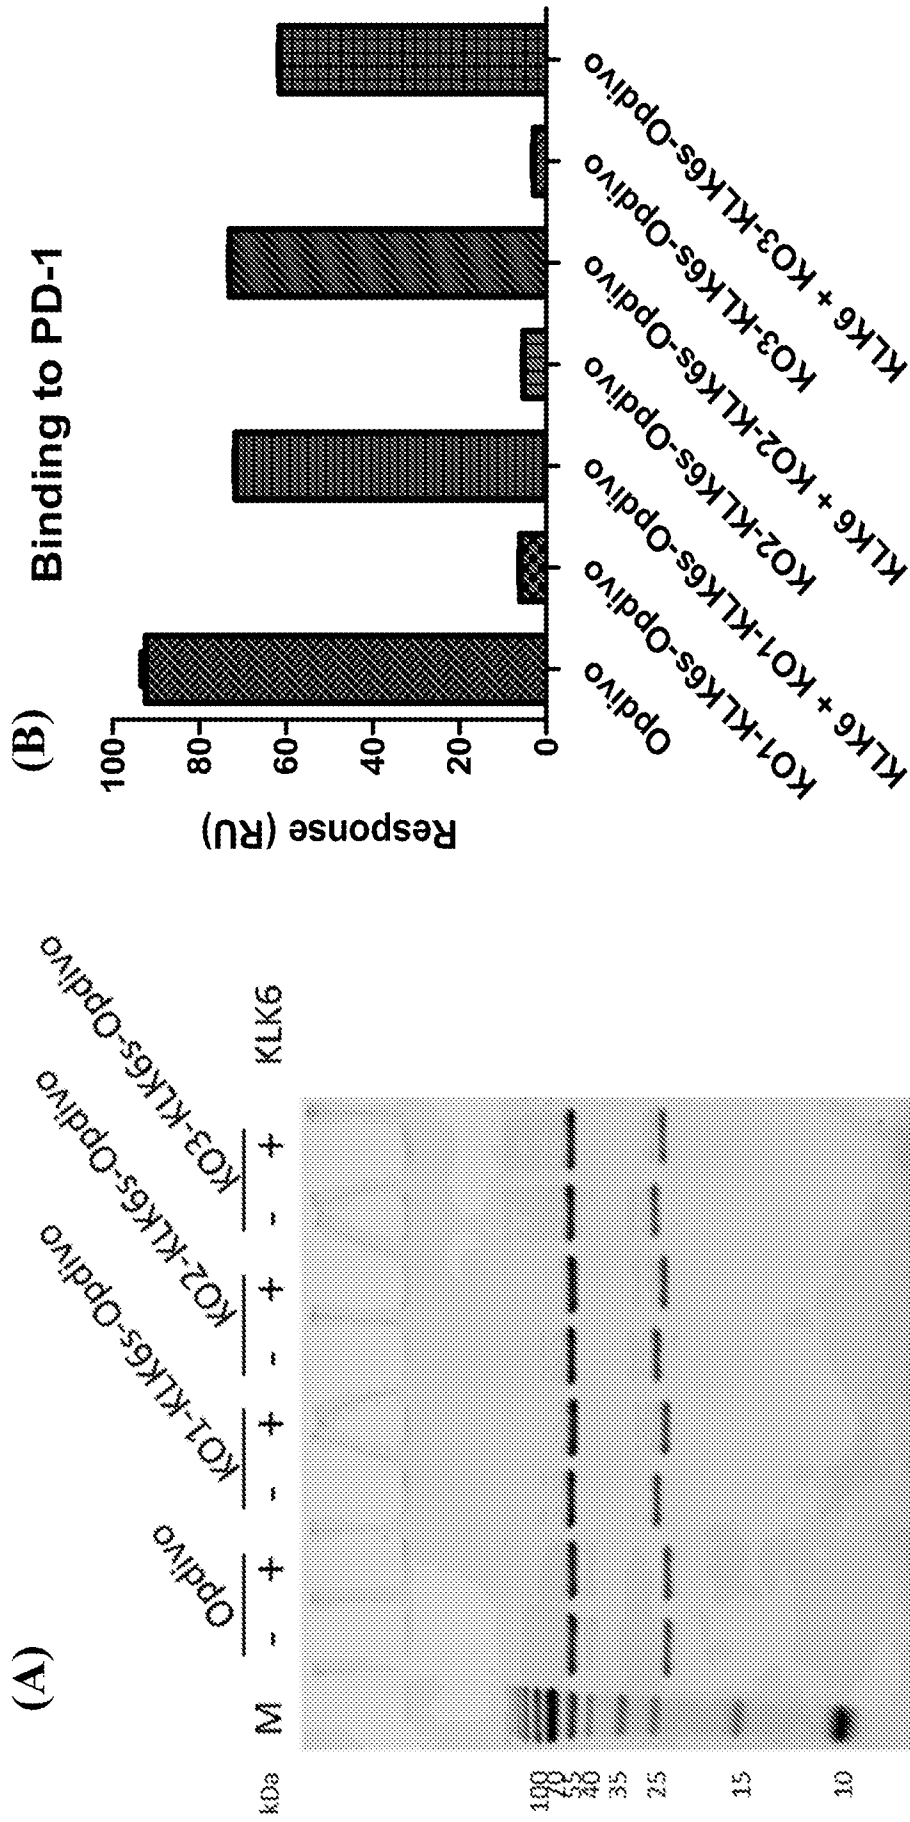 (A)
Opdivo
KO1-KLK6s-Opdivo
KO2-KLK6s-Opdivo
KO3-KLK6s-Opdivo
kDa M - + - + - + - + KLK6
100
70
55
40
35
25
15
10
(B)
Binding to PD-1
Response (RU)
100
80
60
40
20
0
Opdivo
KO1-KLK6s-Opdivo
KLK6 + KO1-KLK6s-Opdivo
KO2-KLK6s-Opdivo
KLK6 + KO2-KLK6s-Opdivo
KO3-KLK6s-Opdivo
KLK6 + KO3-KLK6s-Opdivo